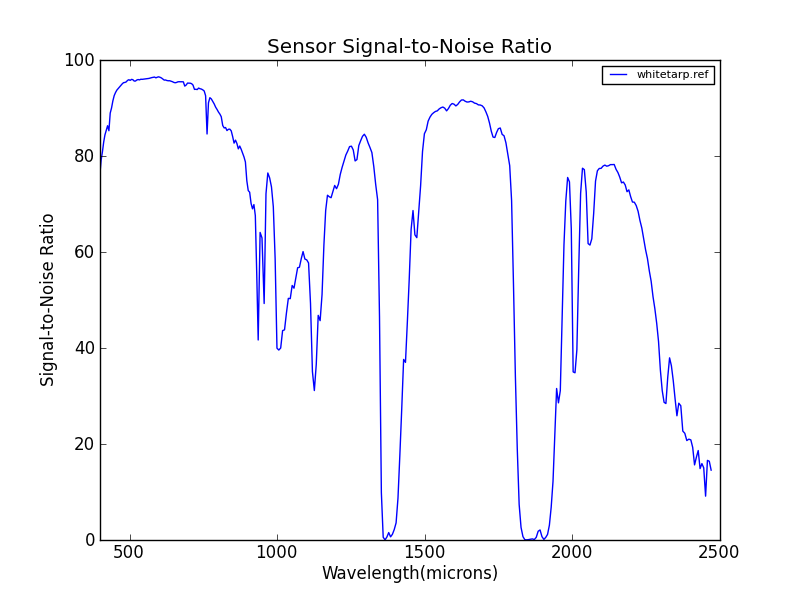 Sensor Signal-to-Noise Ratio
whitetarp.ref
Signal-to-Noise Ratio
100
80
60
40
20
0
500 1000 1500 2000 2500
Wavelength(microns)